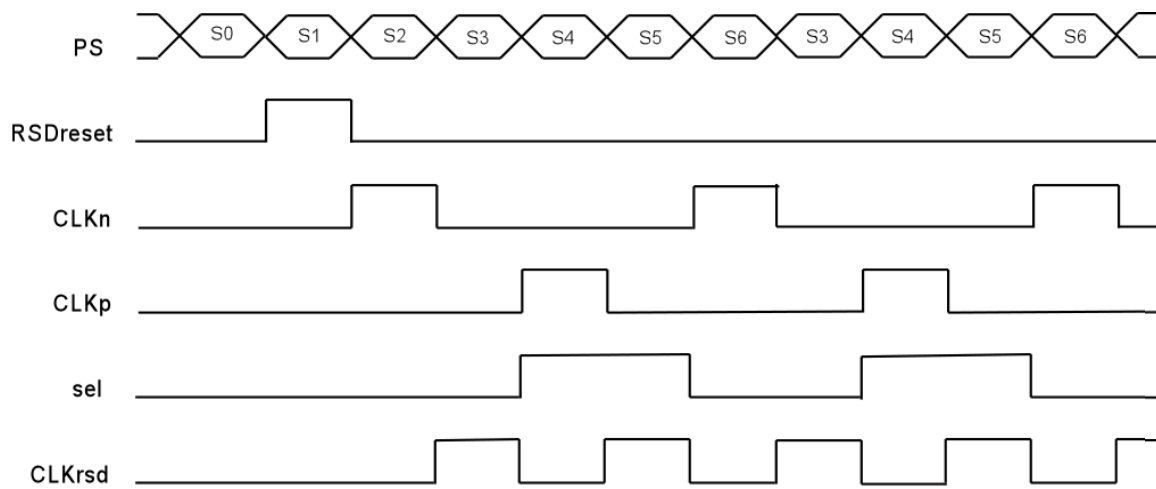 PS S0 S1 S2 S3 S4 S5 S6 S3 S4 S5 S6
RSDreset
CLKn
CLKp
sel
CLKrsd